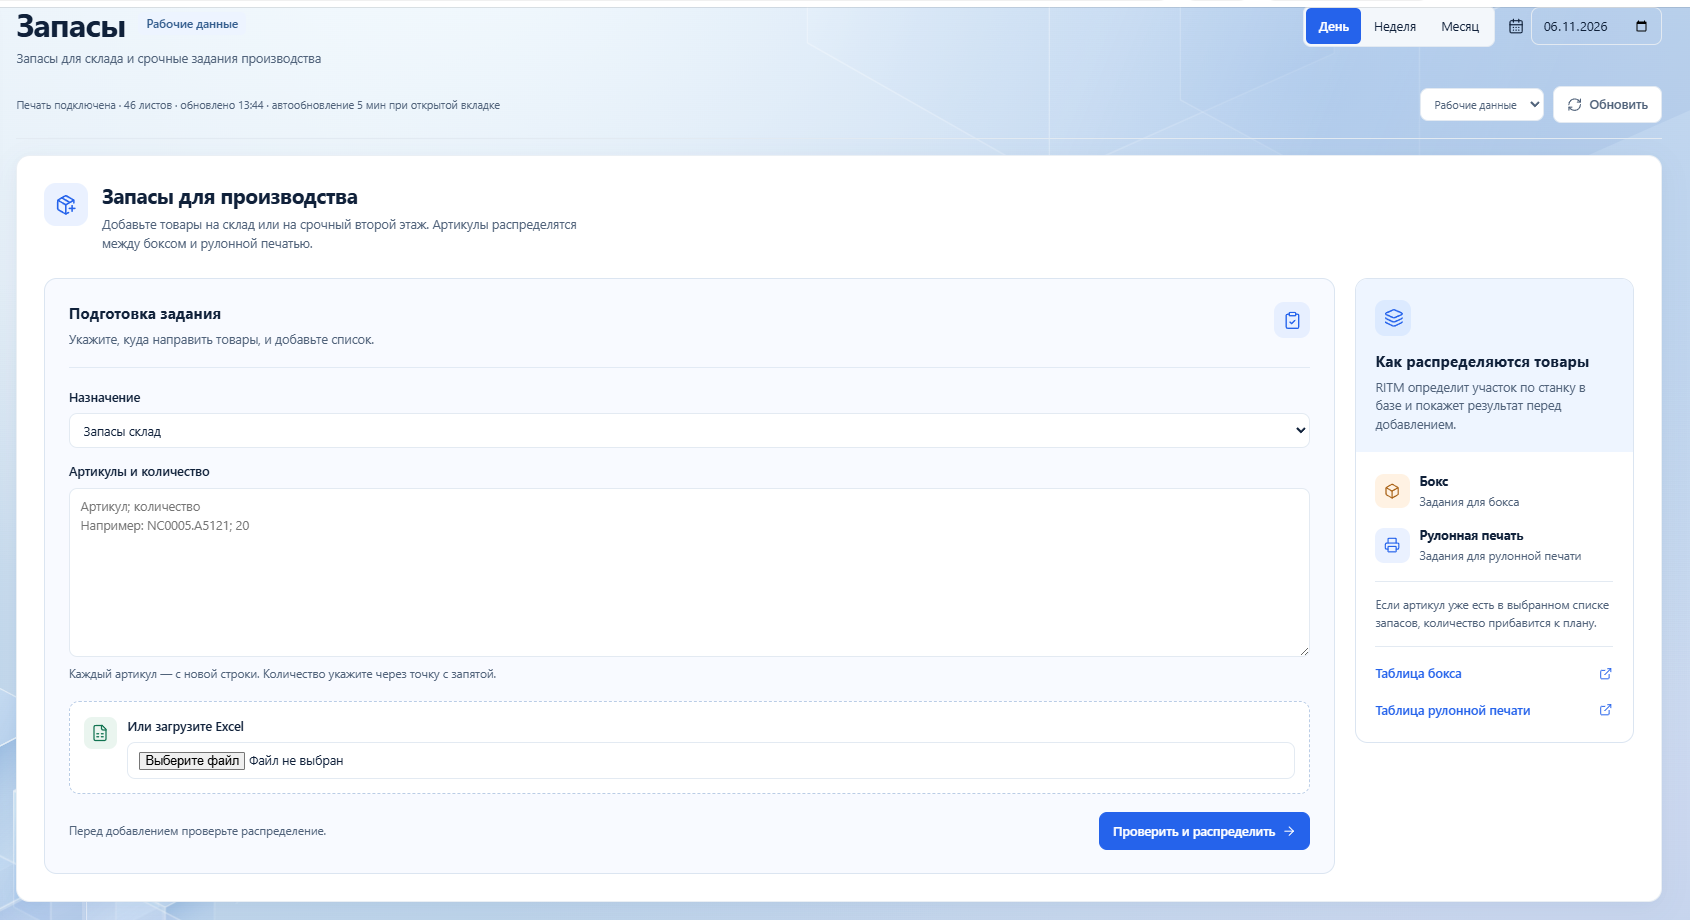 Запасы
Рабочие данные
День
Неделя
Месяц
06.11.2026
Запасы для склада и срочные задания производства
Печать подключена · 46 листов · обновлено 13:44 · автообновление 5 мин при открытой вкладке
Рабочие данные
Обновить
Запасы для производства
Добавьте товары на склад или на срочный второй этаж. Артикулы распределятся
между боксом и рулонной печатью.
Подготовка задания
Укажите, куда направить товары, и добавьте список.
Назначение
Запасы склад
Артикулы и количество
Артикул; количество
Например: NC0005.A5121; 20
Каждый артикул — с новой строки. Количество укажите через точку с запятой.
Или загрузите Excel
Выберите файл
Файл не выбран
Перед добавлением проверьте распределение.
Проверить и распределить
Как распределяются товары
RITM определит участок по станку в
базе и покажет результат перед
добавлением.
Бокс
Задания для бокса
Рулонная печать
Задания для рулонной печати
Если артикул уже есть в выбранном списке
запасов, количество прибавится к плану.
Таблица бокса
Таблица рулонной печати